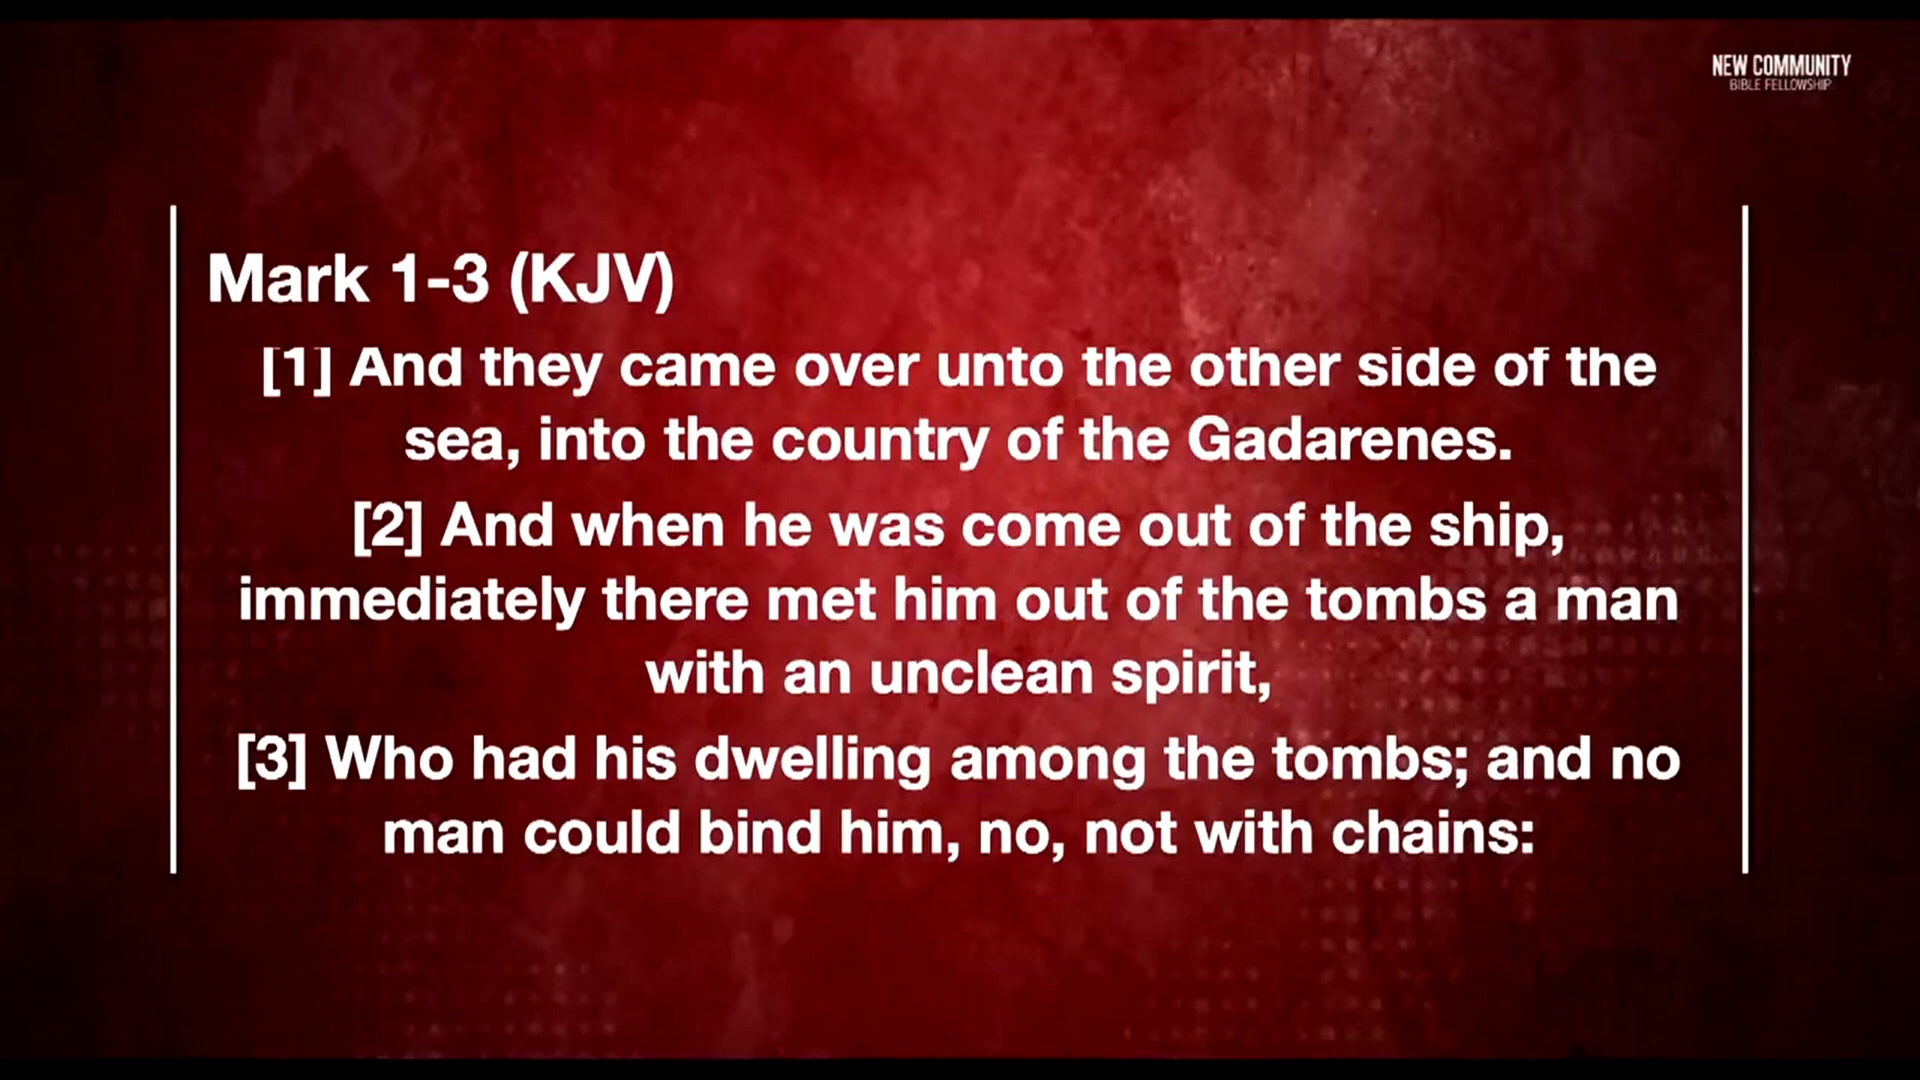 NEW COMMUNITY
BIBLE FELLOWSHIP
Mark 1-3 (KJV)
[1] And they came over unto the other side of the
sea, into the country of the Gadarenes.
[2] And when he was come out of the ship,
immediately there met him out of the tombs a man
with an unclean spirit,
[3] Who had his dwelling among the tombs; and no
man could bind him, no, not with chains: